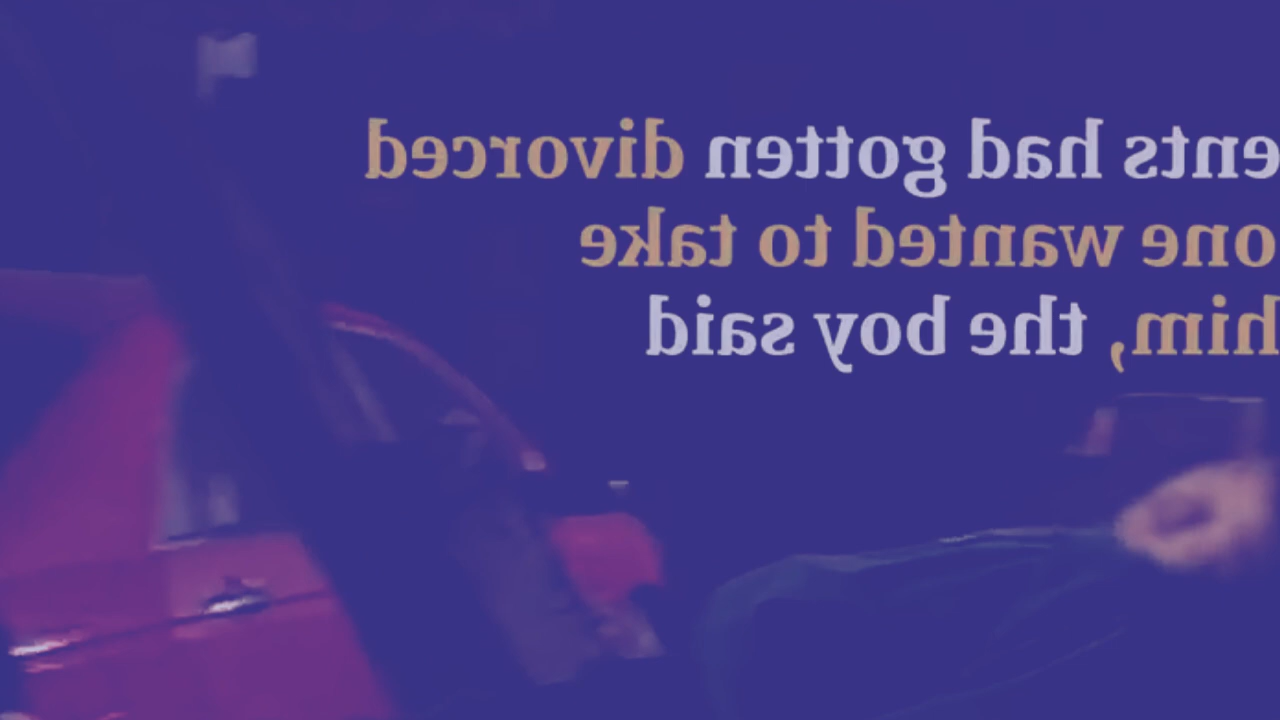 ents had gotten divorced
one wanted to take
him, the boy said